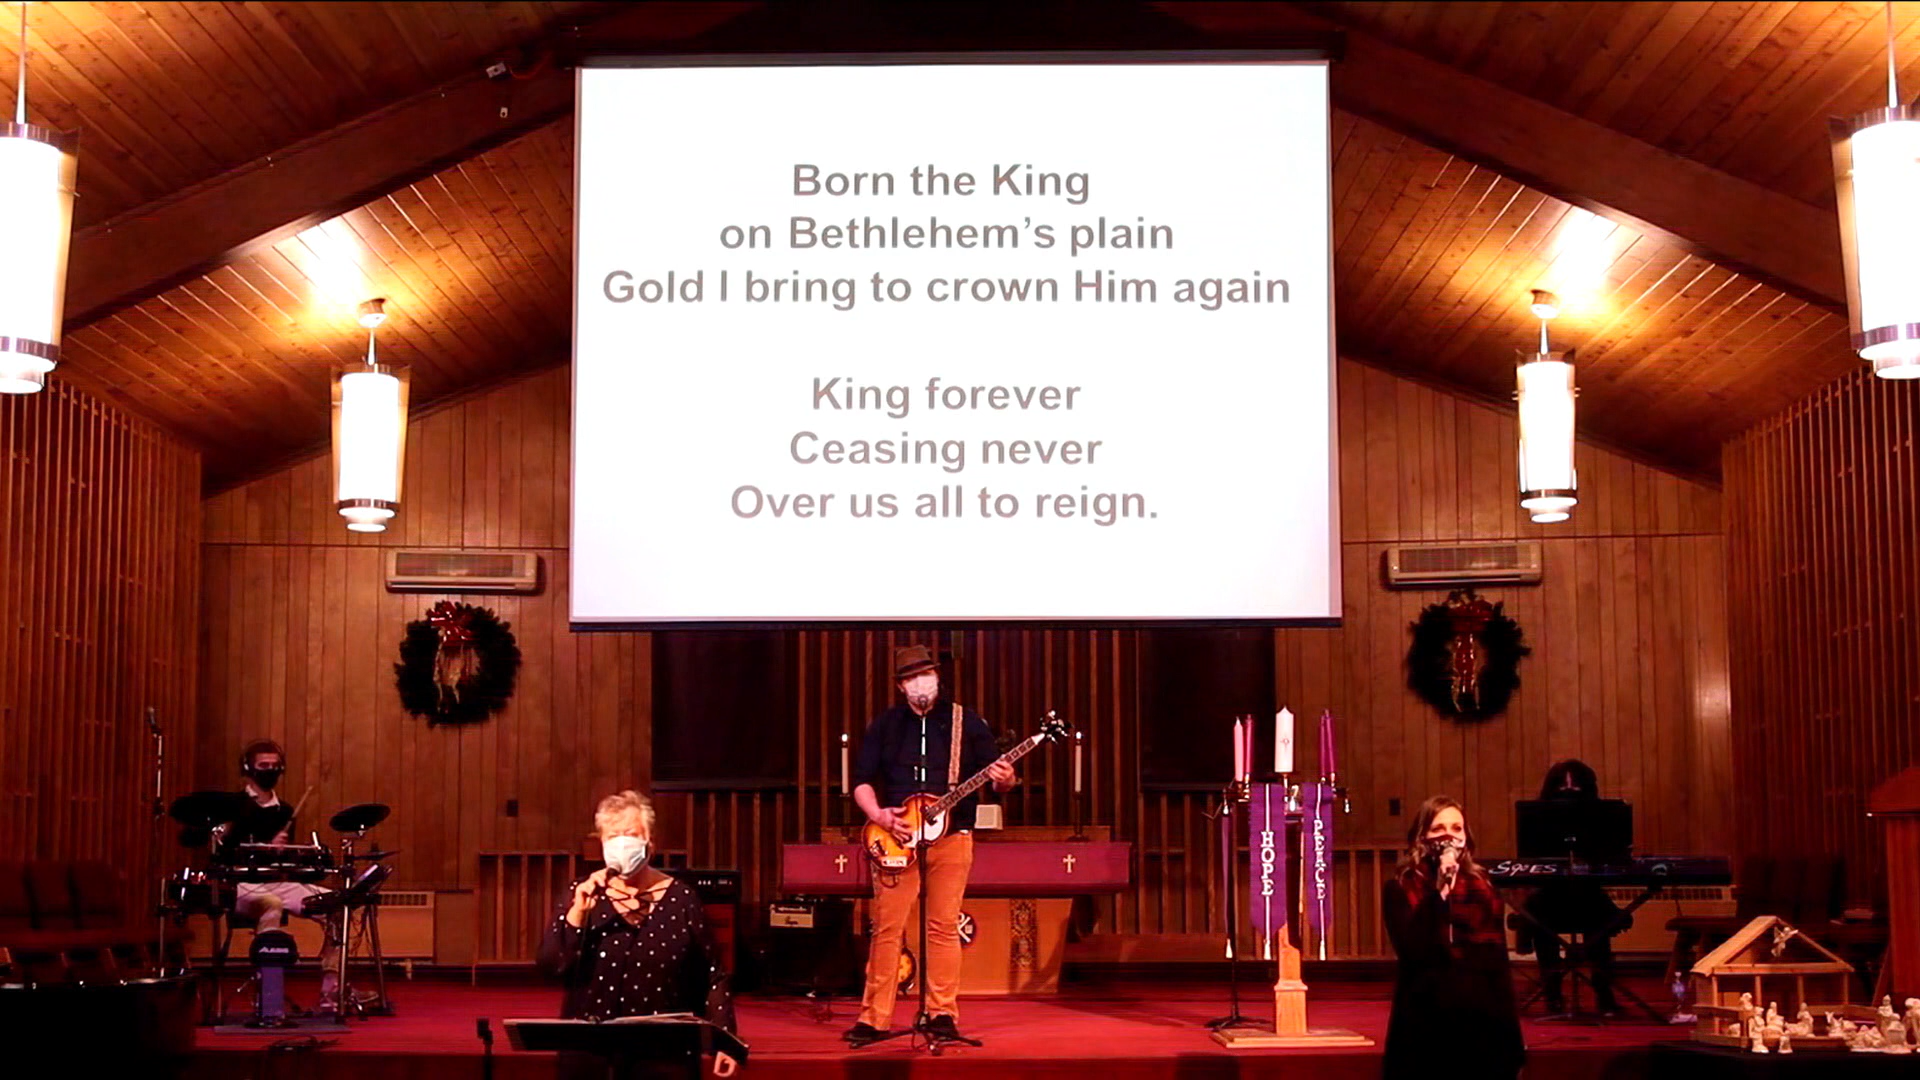 Born the King
on Bethlehem’s plain
Gold I bring to crown Him again
King forever
Ceasing never
Over us all to reign.
HOPE
PEACE
ALESIS